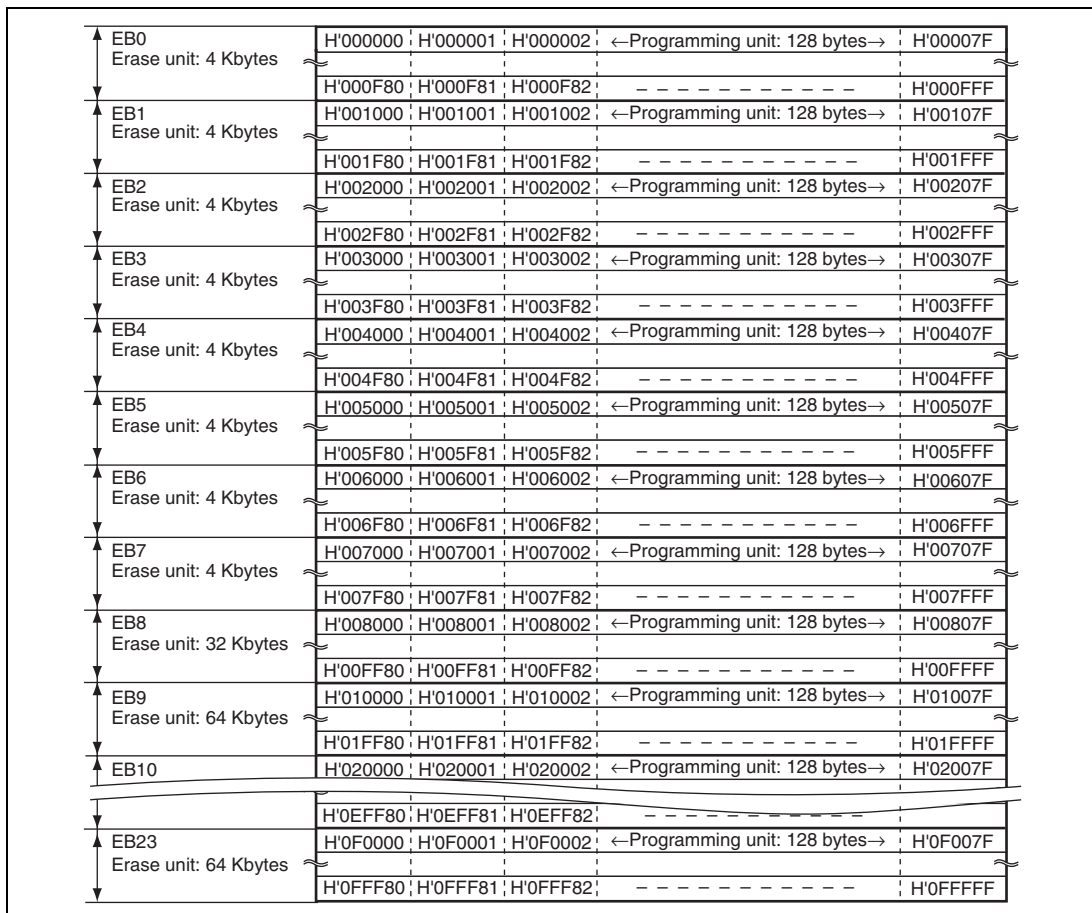 EB0 H'000000 H'000001 H'000002 ←Programming unit: 128 bytes→ H'00007F
Erase unit: 4 Kbytes
H'000F80 H'000F81 H'000F82 – – – – – – – – – – – H'000FFF
EB1 H'001000 H'001001 H'001002 ←Programming unit: 128 bytes→ H'00107F
Erase unit: 4 Kbytes
H'001F80 H'001F81 H'001F82 – – – – – – – – – – – H'001FFF
EB2 H'002000 H'002001 H'002002 ←Programming unit: 128 bytes→ H'00207F
Erase unit: 4 Kbytes
H'002F80 H'002F81 H'002F82 – – – – – – – – – – – H'002FFF
EB3 H'003000 H'003001 H'003002 ←Programming unit: 128 bytes→ H'00307F
Erase unit: 4 Kbytes
H'003F80 H'003F81 H'003F82 – – – – – – – – – – – H'003FFF
EB4 H'004000 H'004001 H'004002 ←Programming unit: 128 bytes→ H'00407F
Erase unit: 4 Kbytes
H'004F80 H'004F81 H'004F82 – – – – – – – – – – – H'004FFF
EB5 H'005000 H'005001 H'005002 ←Programming unit: 128 bytes→ H'00507F
Erase unit: 4 Kbytes
H'005F80 H'005F81 H'005F82 – – – – – – – – – – – H'005FFF
EB6 H'006000 H'006001 H'006002 ←Programming unit: 128 bytes→ H'00607F
Erase unit: 4 Kbytes
H'006F80 H'006F81 H'006F82 – – – – – – – – – – – H'006FFF
EB7 H'007000 H'007001 H'007002 ←Programming unit: 128 bytes→ H'00707F
Erase unit: 4 Kbytes
H'007F80 H'007F81 H'007F82 – – – – – – – – – – – H'007FFF
EB8 H'008000 H'008001 H'008002 ←Programming unit: 128 bytes→ H'00807F
Erase unit: 32 Kbytes
H'00FF80 H'00FF81 H'00FF82 – – – – – – – – – – – H'00FFFF
EB9 H'010000 H'010001 H'010002 ←Programming unit: 128 bytes→ H'01007F
Erase unit: 64 Kbytes
H'01FF80 H'01FF81 H'01FF82 – – – – – – – – – – – H'01FFFF
EB10 H'020000 H'020001 H'020002 ←Programming unit: 128 bytes→ H'02007F
H'0EFF80 H'0EFF81 H'0EFF82 – – – – – – – – –
EB23 H'0F0000 H'0F0001 H'0F0002 ←Programming unit: 128 bytes→ H'0F007F
Erase unit: 64 Kbytes
H'0FFF80 H'0FFF81 H'0FFF82 – – – – – – – – – – – H'0FFFFF